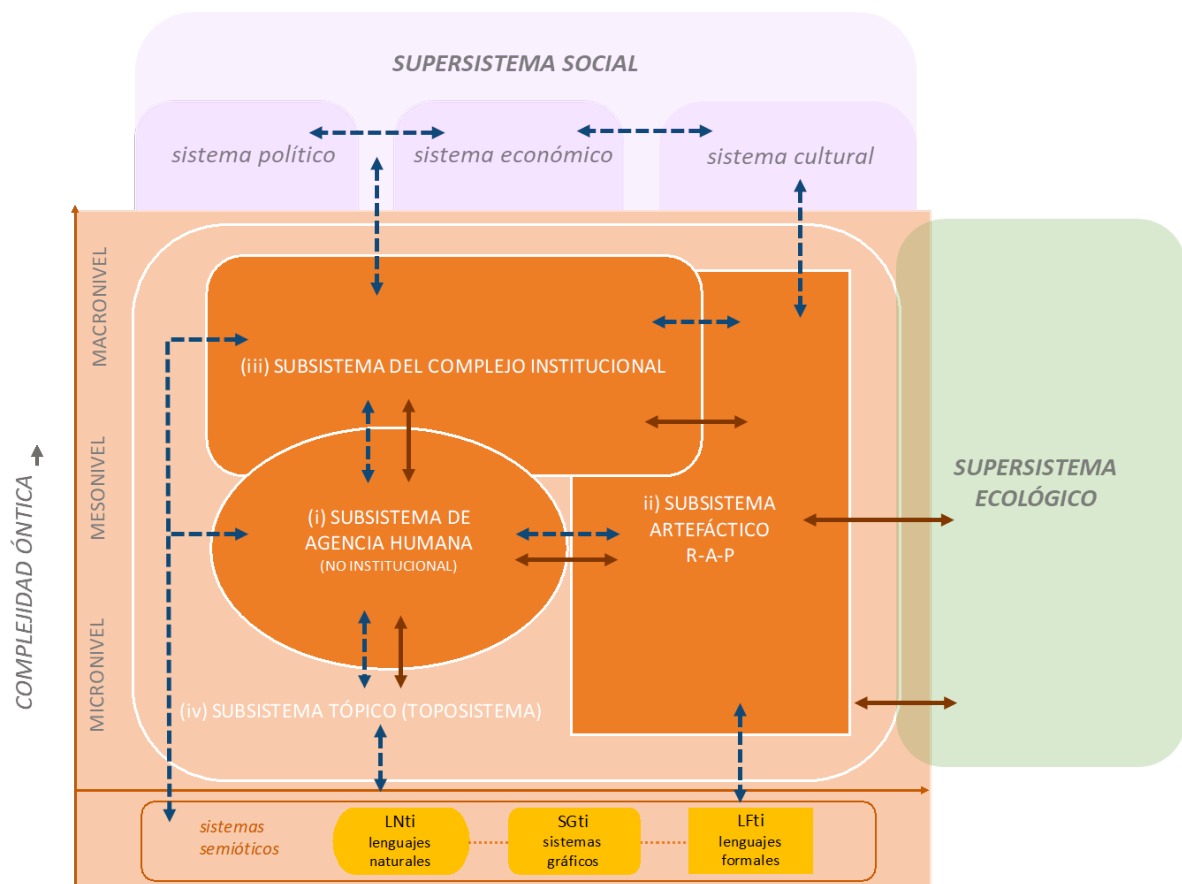 SUPERSISTEMA SOCIAL
sistema político
sistema económico
sistema cultural
COMPLEJIDAD ÓNTICA
MACRONIVEL
MESONIVEL
MICRONIVEL
(iii) SUBSISTEMA DEL COMPLEJO INSTITUCIONAL
(i) SUBSISTEMA DE
AGENCIA HUMANA
(NO INSTITUCIONAL)
ii) SUBSISTEMA
ARTEFÁCTICO
R-A-P
SUPERSISTEMA
ECOLÓGICO
(iv) SUBSISTEMA TÓPICO (TOPOSISTEMA)
sistemas
semióticos
LNti
lenguajes
naturales
SGti
sistemas
gráficos
LFti
lenguajes
formales